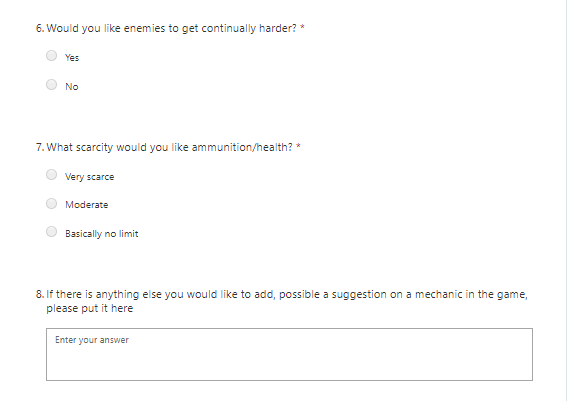 6. Would you like enemies to get continually harder? *
Yes
No
7. What scarcity would you like ammunition/health? *
Very scarce
Moderate
Basically no limit
8. If there is anything else you would like to add, possible a suggestion on a mechanic in the game,
please put it here
Enter your answer